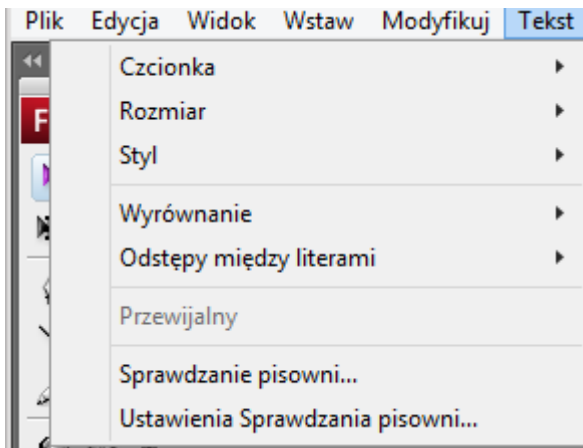 Plik Edycja Widok Wstaw Modyfikuj Tekst
Czcionka
Rozmiar
Styl
Wyrównanie
Odstępy między literami
Przewijalny
Sprawdzanie pisowni...
Ustawienia Sprawdzania pisowni...